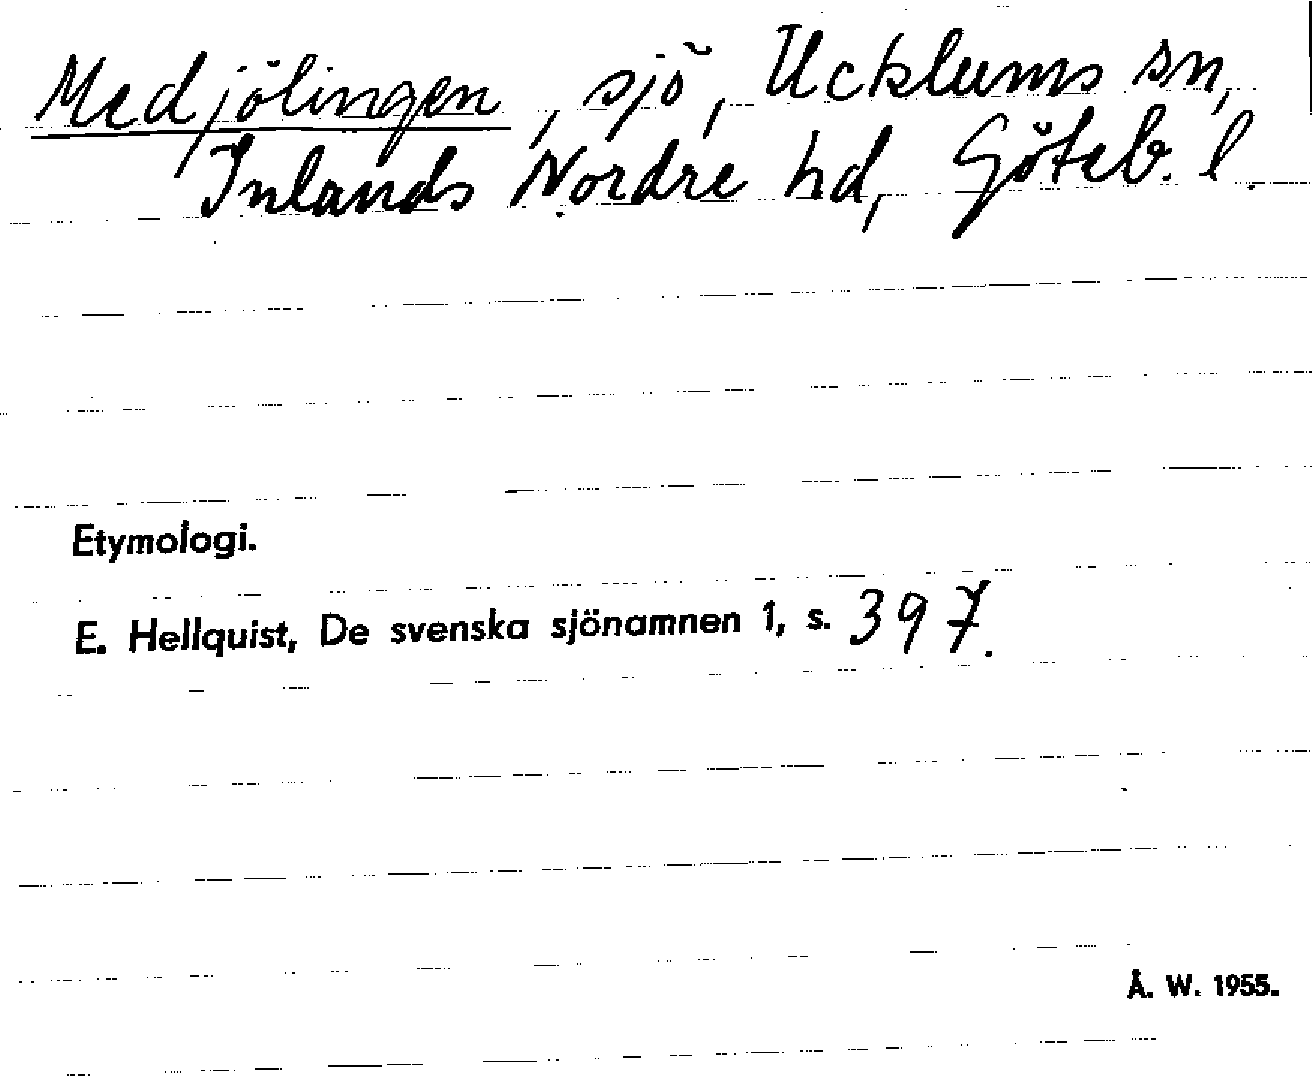 Medjölingen, sjö, Ucklums sn,
Inlands Nordre hd, Göteb. l.
Etymologi.
E. Hellquist, De svenska sjönamnen 1, s. 397.
Å. W. 1955.